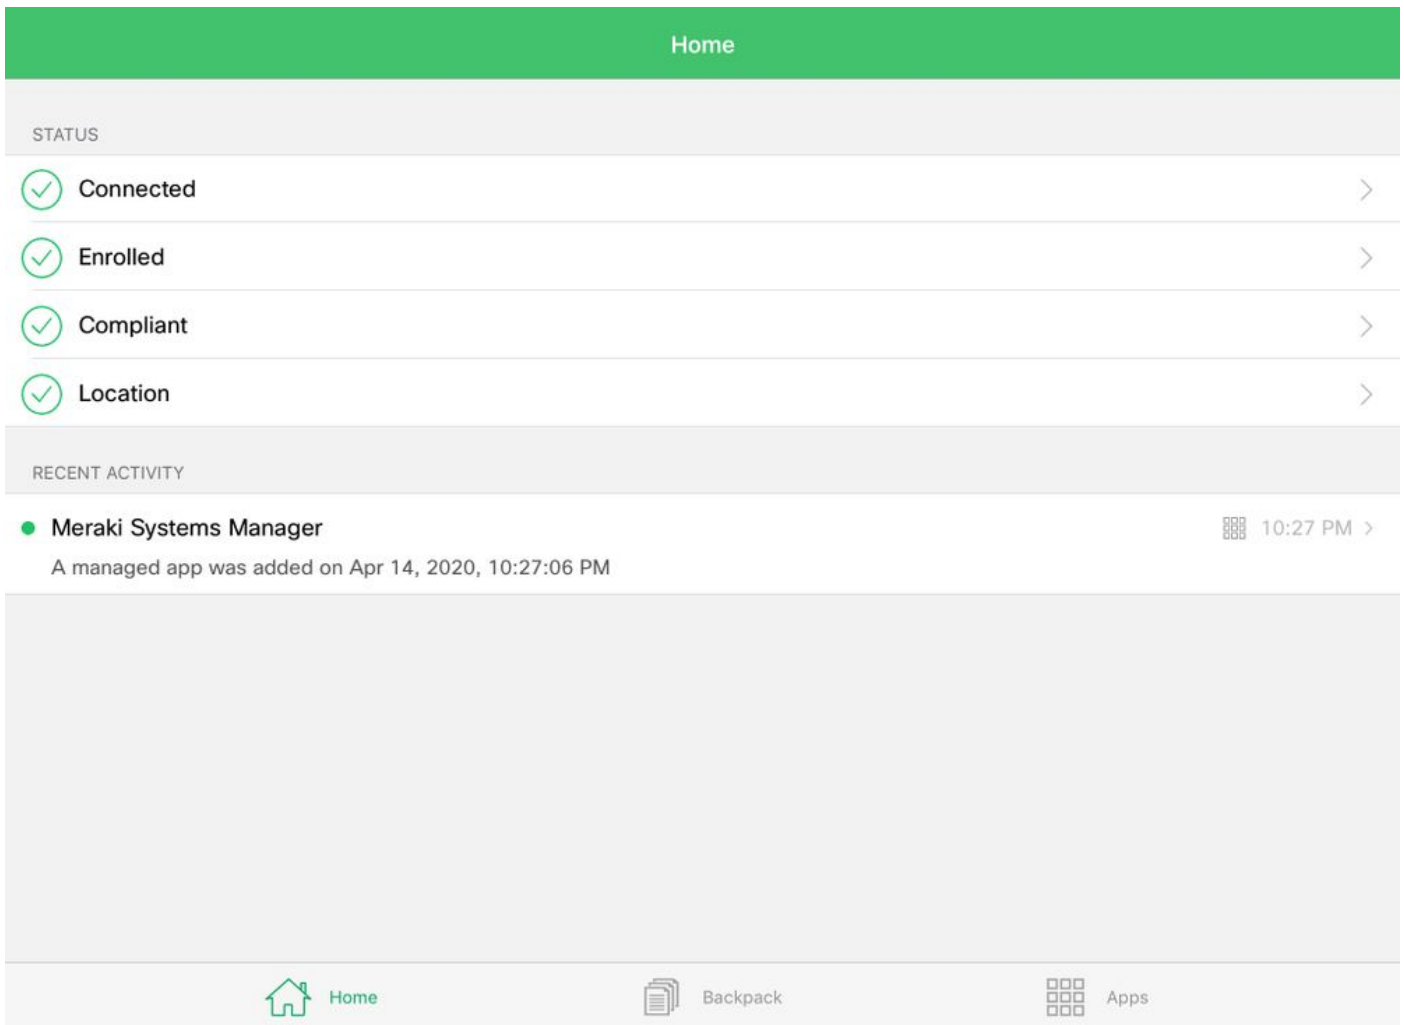 Home
STATUS
Connected
Enrolled
Compliant
Location
RECENT ACTIVITY
Meraki Systems Manager 10:27 PM
A managed app was added on Apr 14, 2020, 10:27:06 PM
Home Backpack Apps